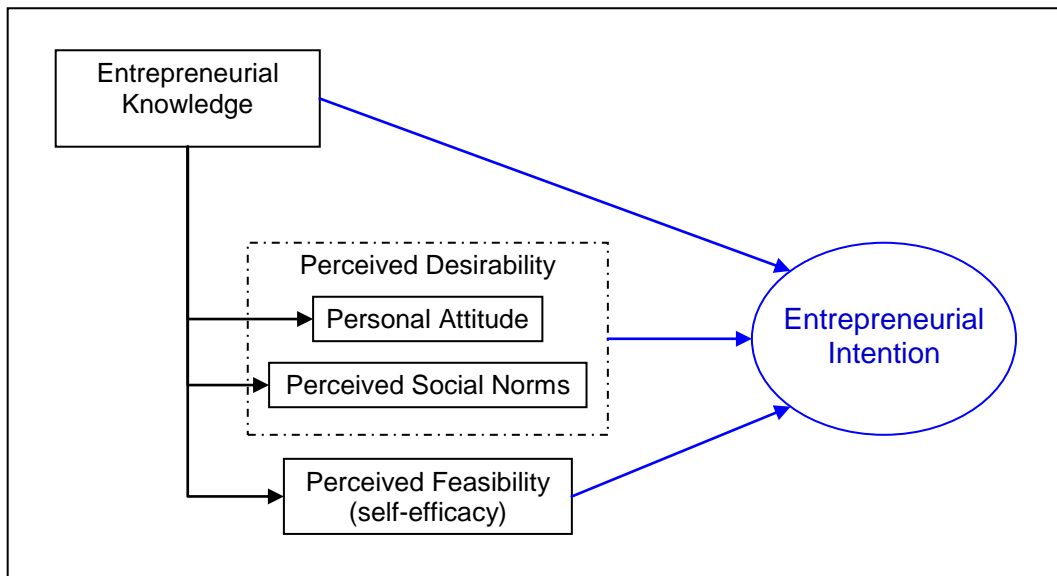 Entrepreneurial
Knowledge
Perceived Desirability
Personal Attitude
Perceived Social Norms
Perceived Feasibility
(self-efficacy)
Entrepreneurial
Intention